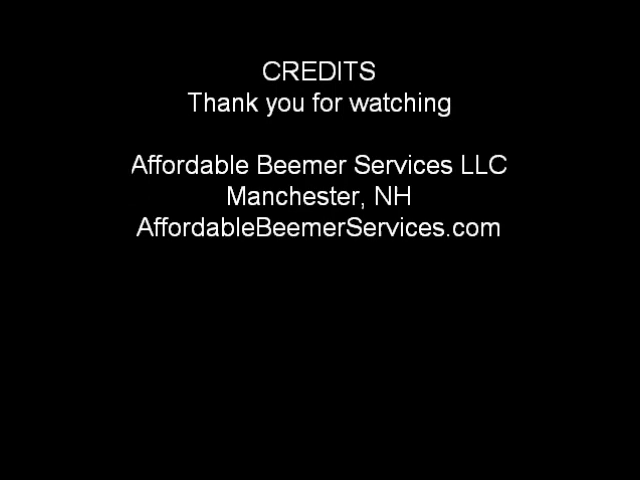 CREDITS
Thank you for watching
Affordable Beemer Services LLC
Manchester, NH
AffordableBeemerServices.com